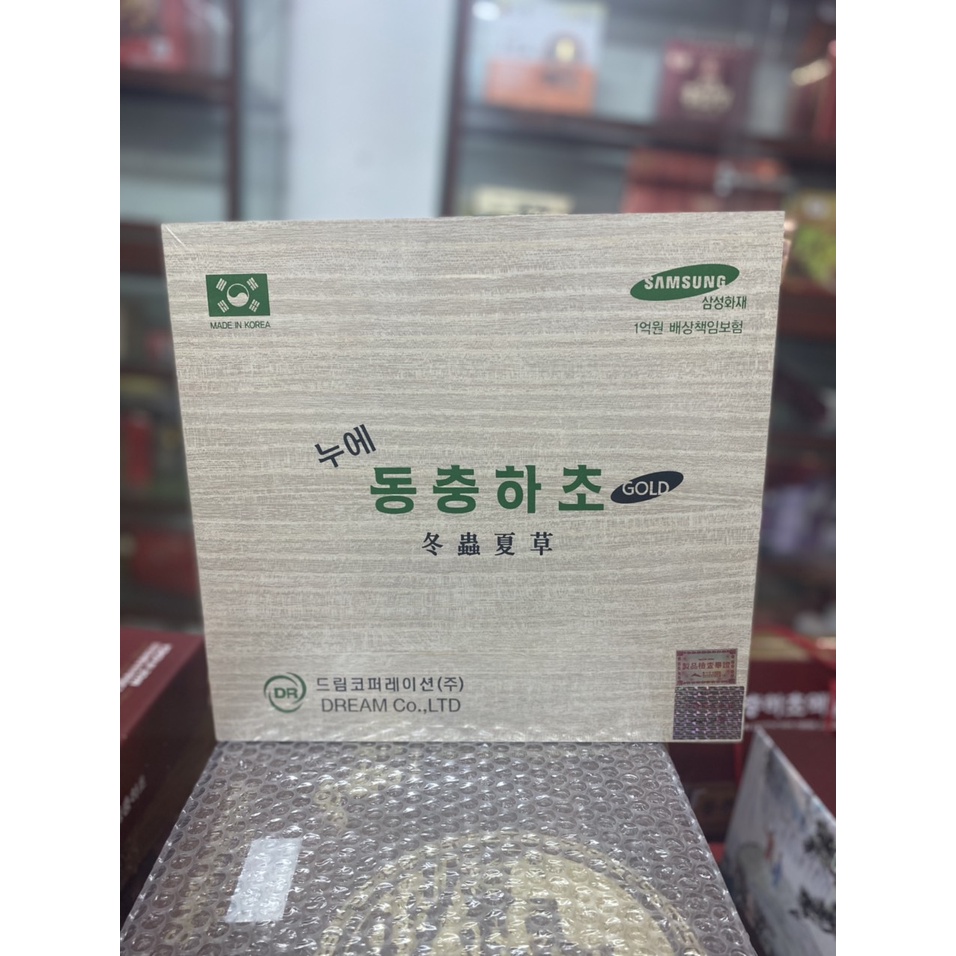 MADE IN KOREA
SAMSUNG
삼성화재
1억원 배상책임보험
누에
동충하초 GOLD
冬蟲夏草
DR 드림코퍼레이션(주)
DREAM Co.,LTD